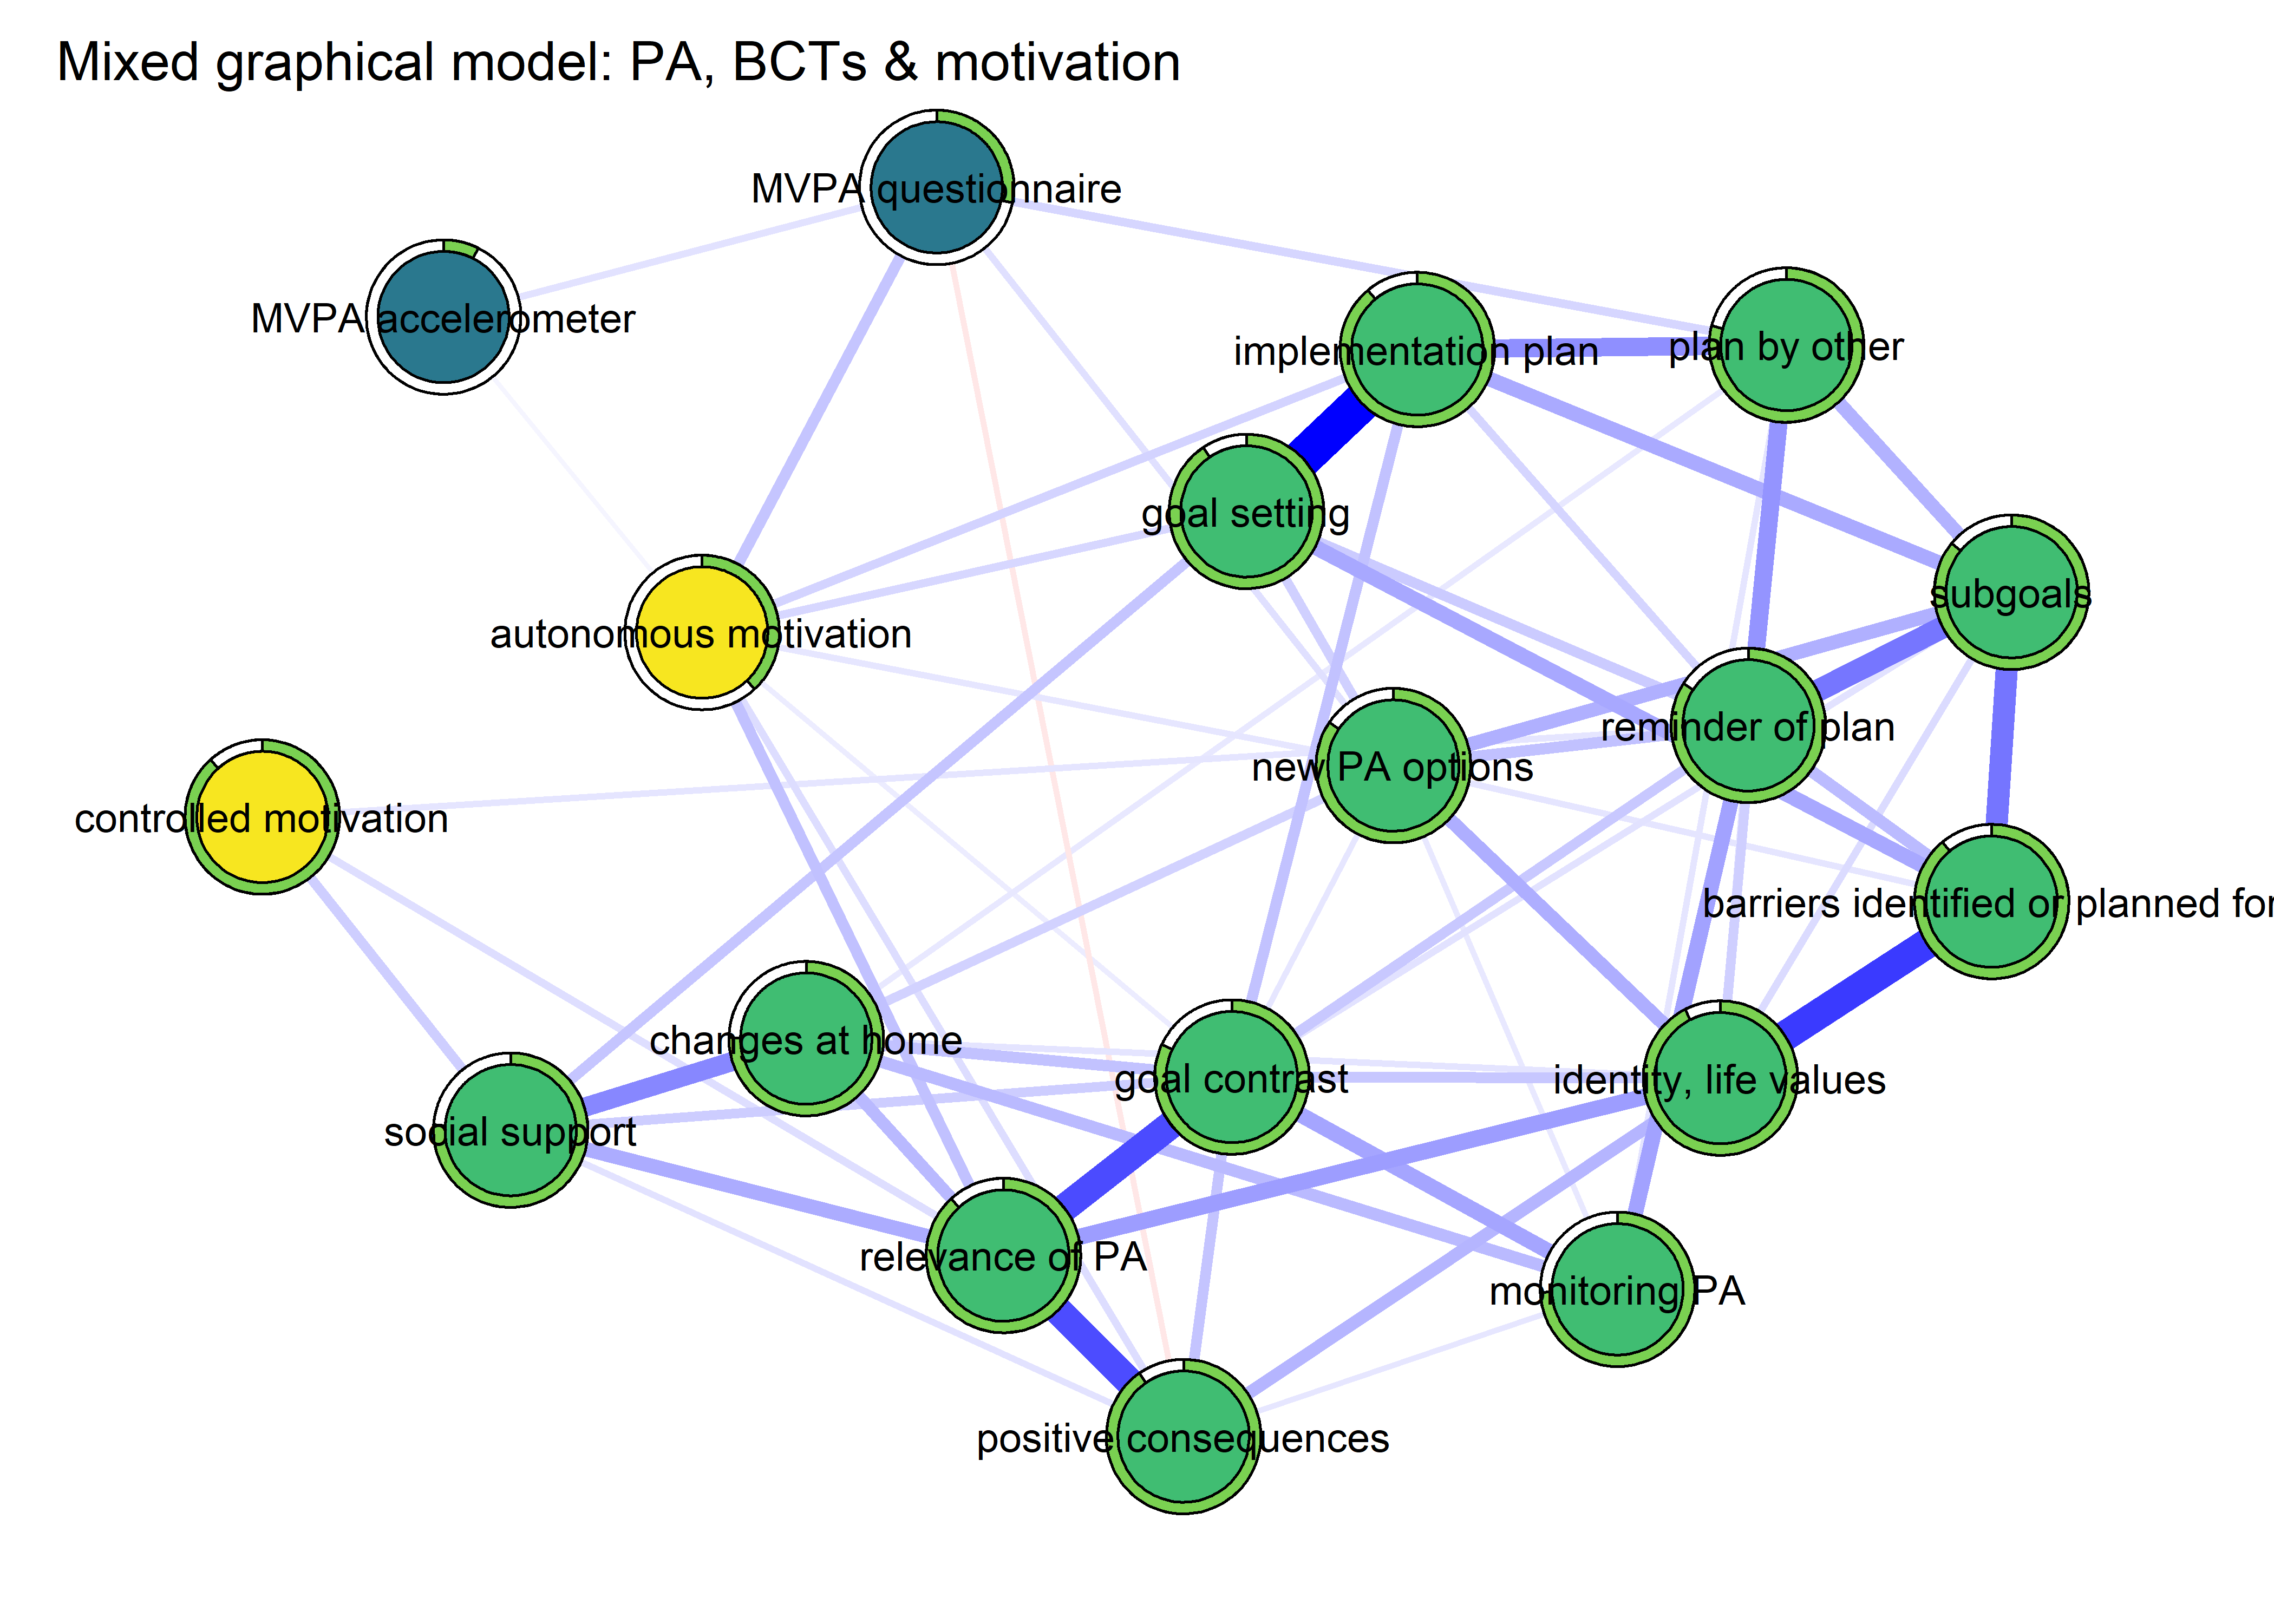 Mixed graphical model: PA, BCTs & motivation
MVPA questionnaire
MVPA accelerometer
implementation plan
plan by other
goal setting
subgoals
autonomous motivation
reminder of plan
new PA options
controlled motivation
barriers identified or planned for
changes at home
goal contrast
identity, life values
social support
relevance of PA
monitoring PA
positive consequences